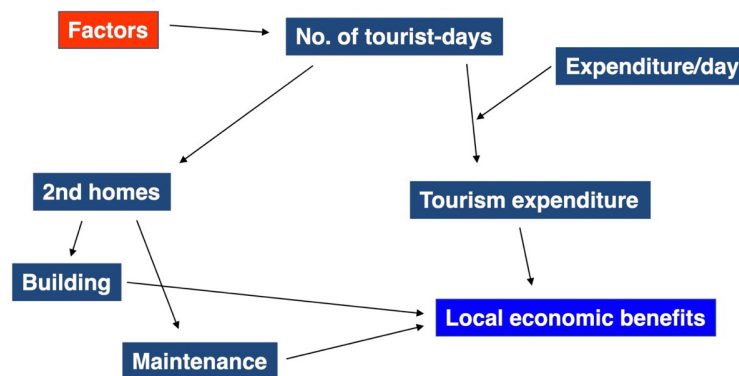 Factors
No. of tourist-days
Expenditure/day
2nd homes
Tourism expenditure
Building
Local economic benefits
Maintenance